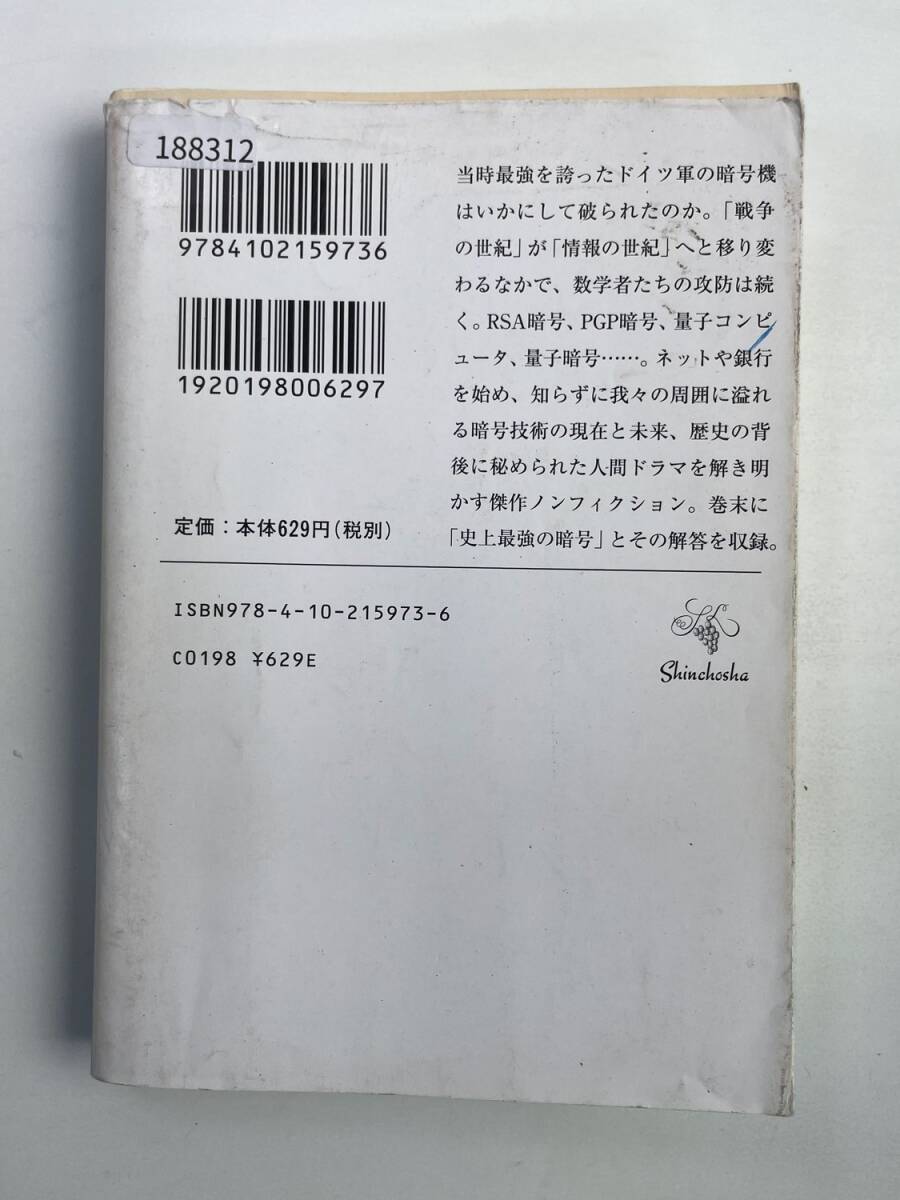 188312
9784102159736
1920198006297
定価：本体629円(税別)
当時最強を誇ったドイツ軍の暗号機
はいかにして破られたのか。「戦争
の世紀」が「情報の世紀」へと移り変
わるなかで、数学者たちの攻防は続
く。RSA暗号、PGP暗号、量子コンピ
ュータ、量子暗号……。ネットや銀行
を始め、知らずに我々の周囲に溢れ
る暗号技術の現在と未来、歴史の背
後に秘められた人間ドラマを解き明
かす傑作ノンフィクション。巻末に
「史上最強の暗号」とその解答を収録。
ISBN978-4-10-215973-6
C0198 ¥629E
Shinchosha